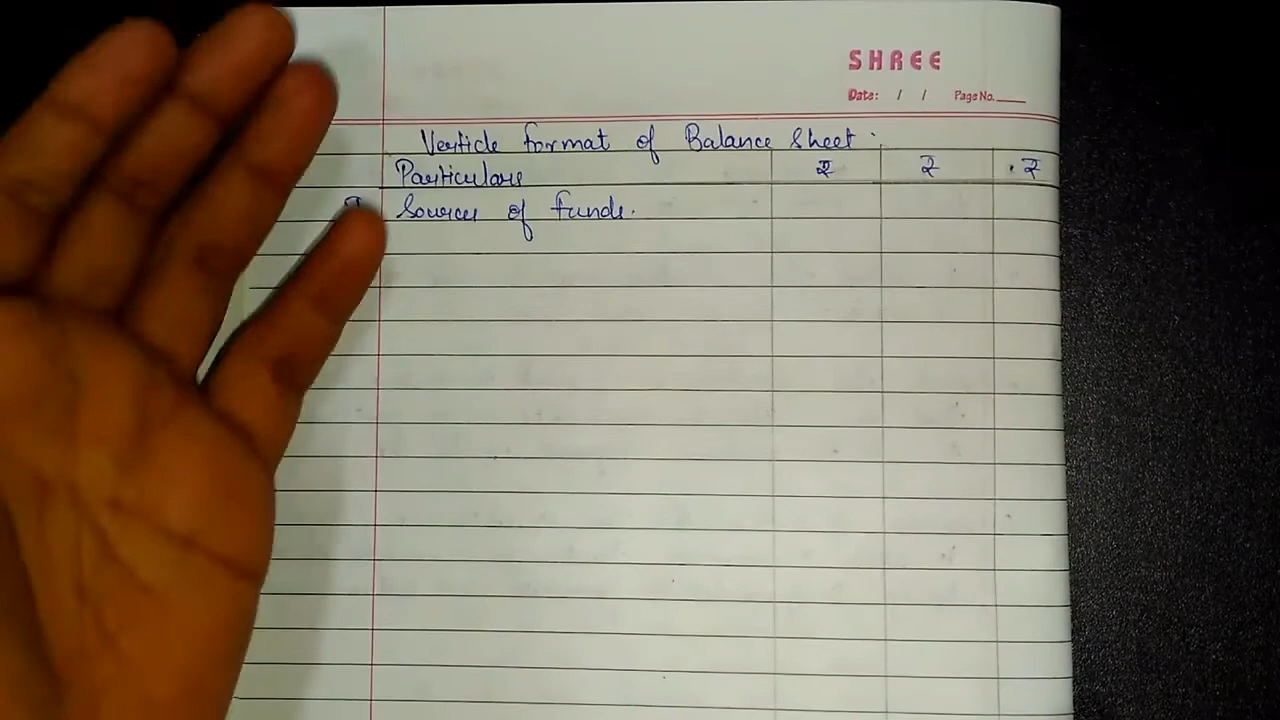 SHREE
Date: / / Page No.
Verticle format of Balance Sheet.
Particulars ₹ ₹ ₹
Sources of funds.